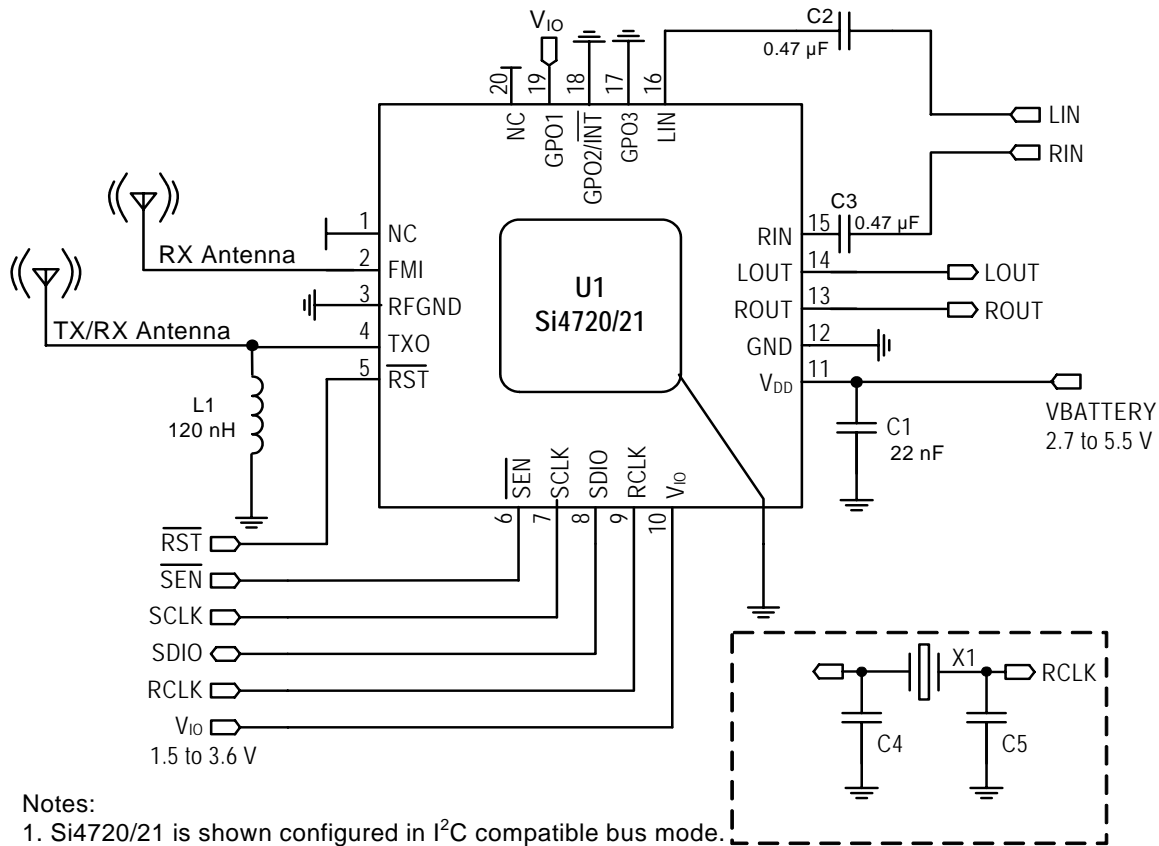 V_IO
C2
0.47 µF
20 19 18 17 16
NC GPO1 GPO2/INT GPO3 LIN
LIN
RIN
C3
0.47 µF
1 NC
RX Antenna
2 FMI
3 RFGND
TX/RX Antenna
4 TXO
5 RST
L1
120 nH
U1
Si4720/21
RIN 15
LOUT 14 LOUT
ROUT 13 ROUT
GND 12
V_DD 11
VBATTERY
2.7 to 5.5 V
C1
22 nF
SEN SCLK SDIO RCLK V_IO
6 7 8 9 10
RST
SEN
SCLK
SDIO
RCLK
V_IO
1.5 to 3.6 V
X1
RCLK
C4
C5
Notes:
1. Si4720/21 is shown configured in I²C compatible bus mode.